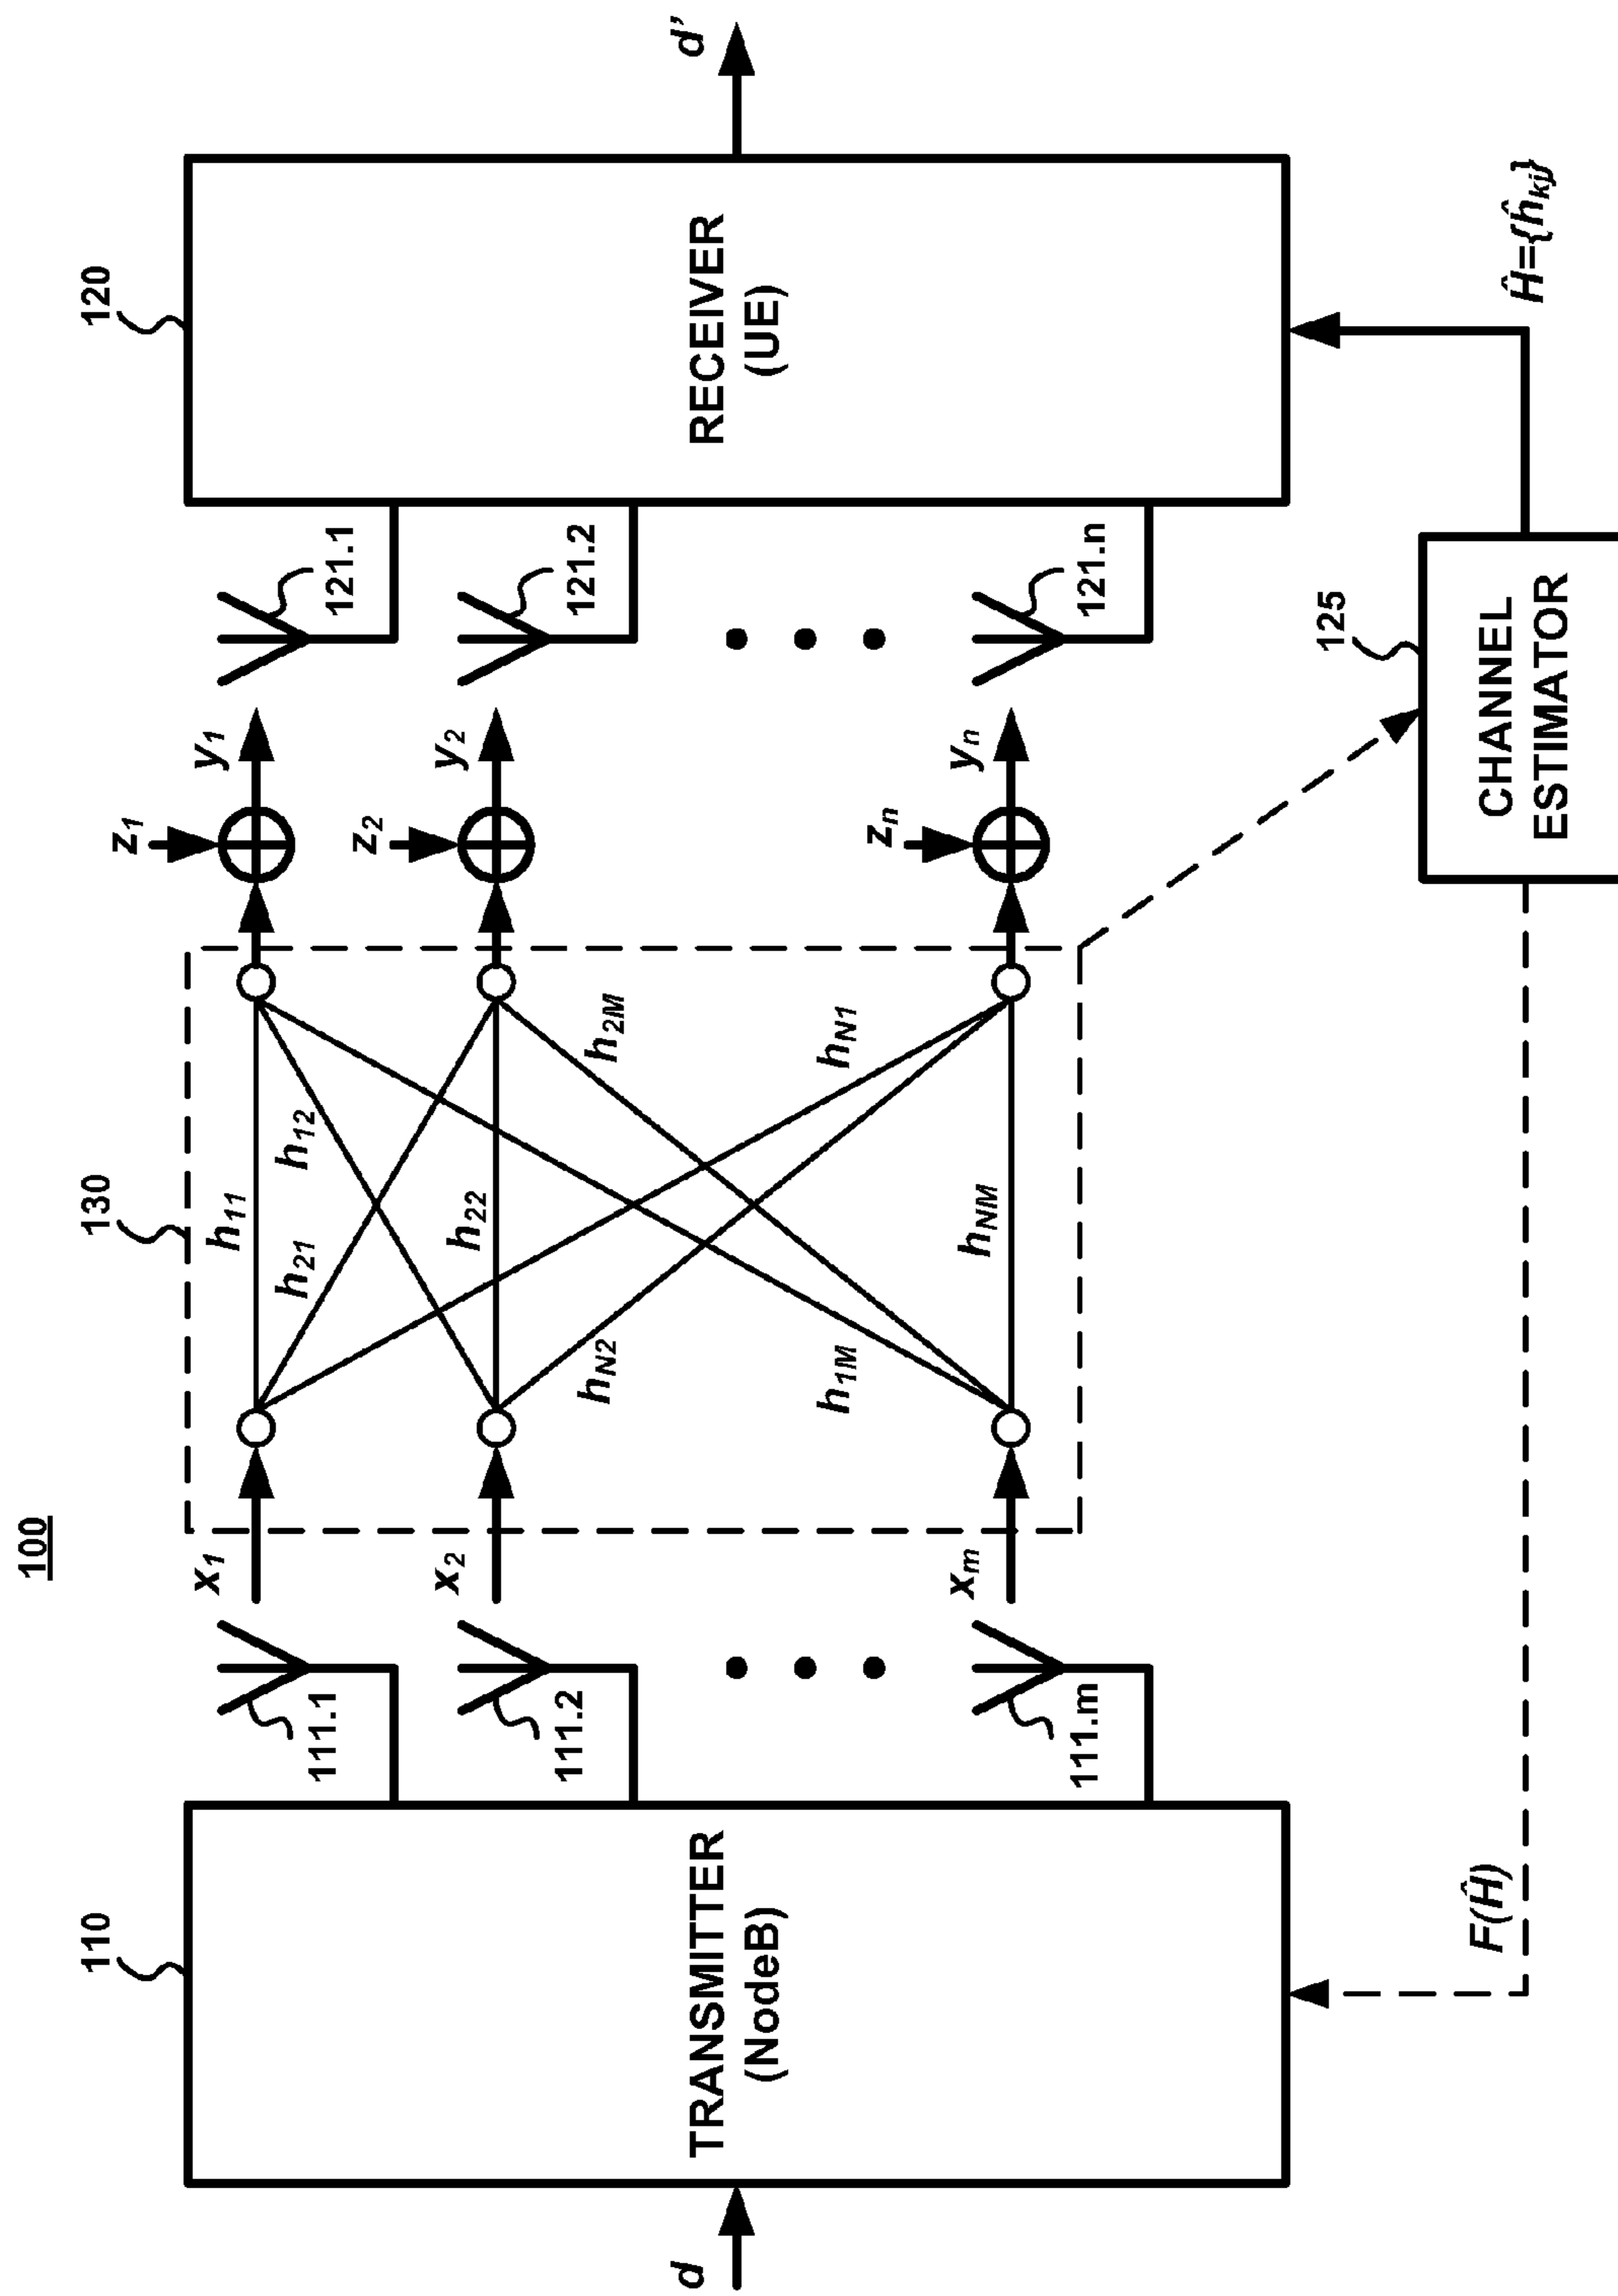 100
110
120
130
d
TRANSMITTER
(NodeB)
111.1
111.2
111.m
x1
x2
xm
h11
h21
h12
h22
hN2
h2M
h1M
hN1
hNM
z1
z2
zn
y1
y2
yn
121.1
121.2
121.n
RECEIVER
(UE)
d'
F(Ĥ)
125
CHANNEL
ESTIMATOR
Ĥ={ĥkj}